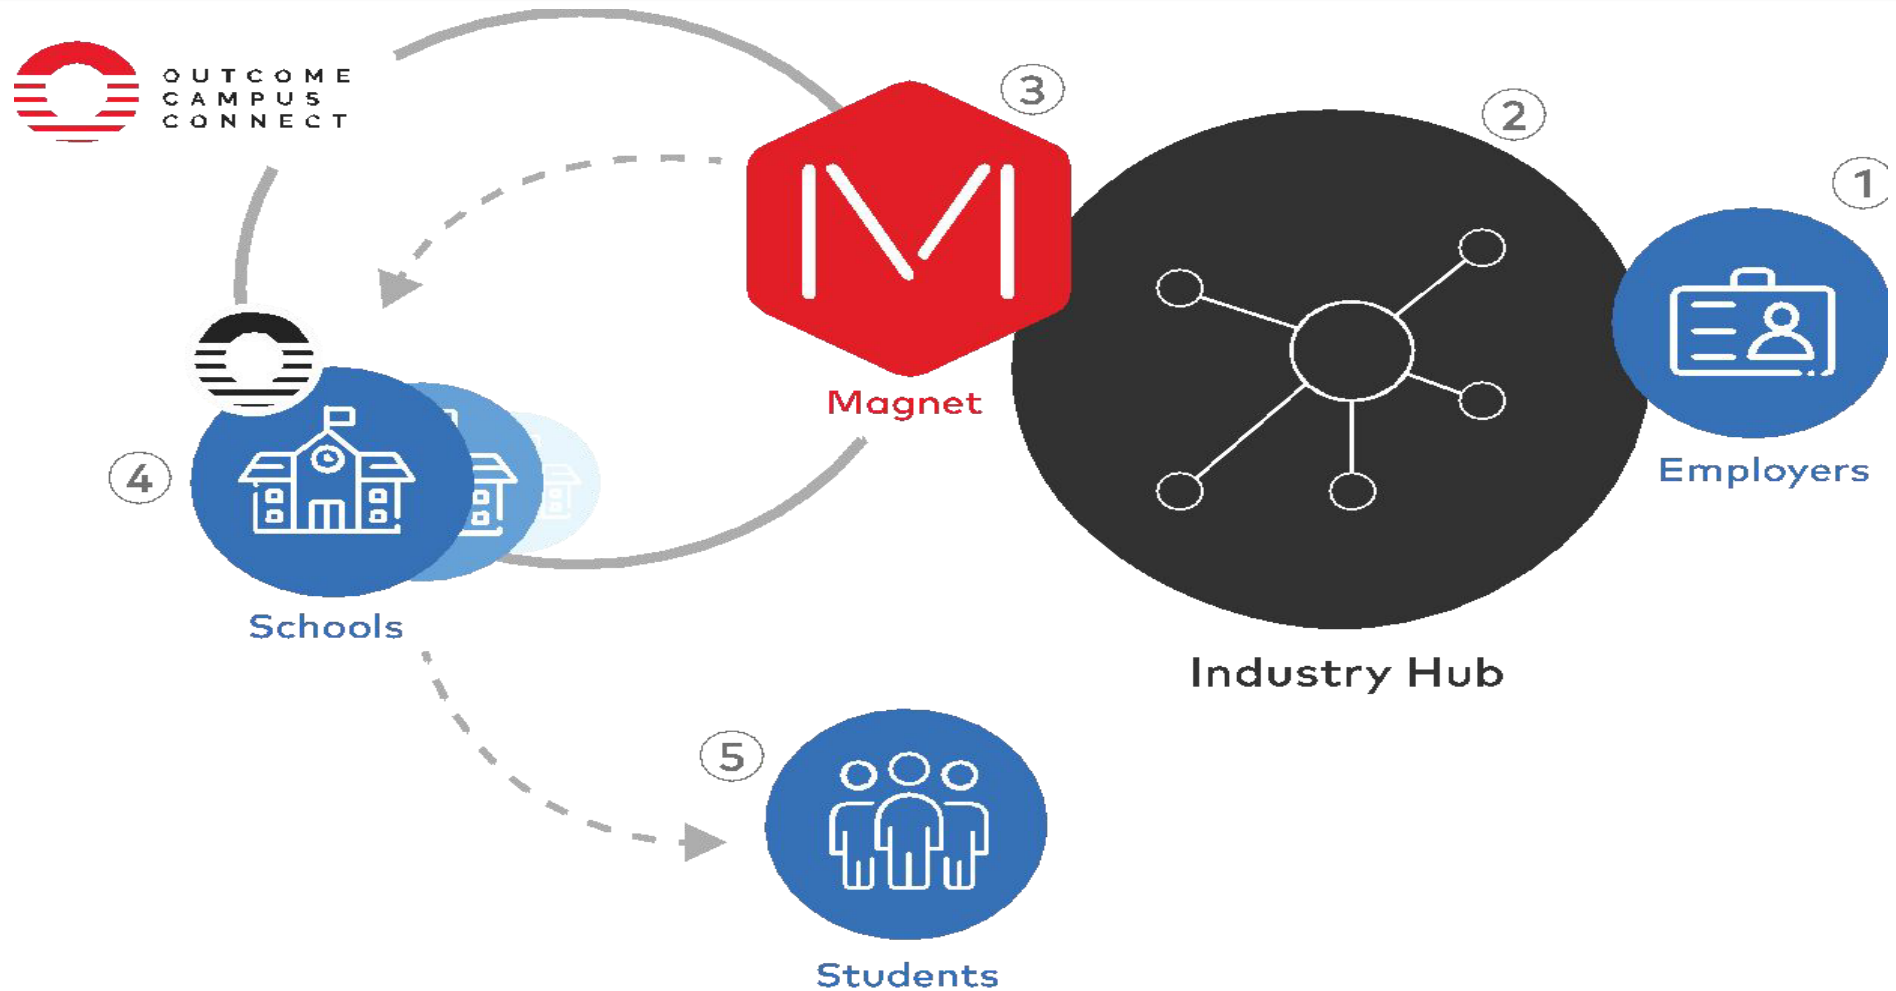 OUTCOME
CAMPUS
CONNECT
3
2
1
Magnet
Employers
4
Schools
Industry Hub
5
Students